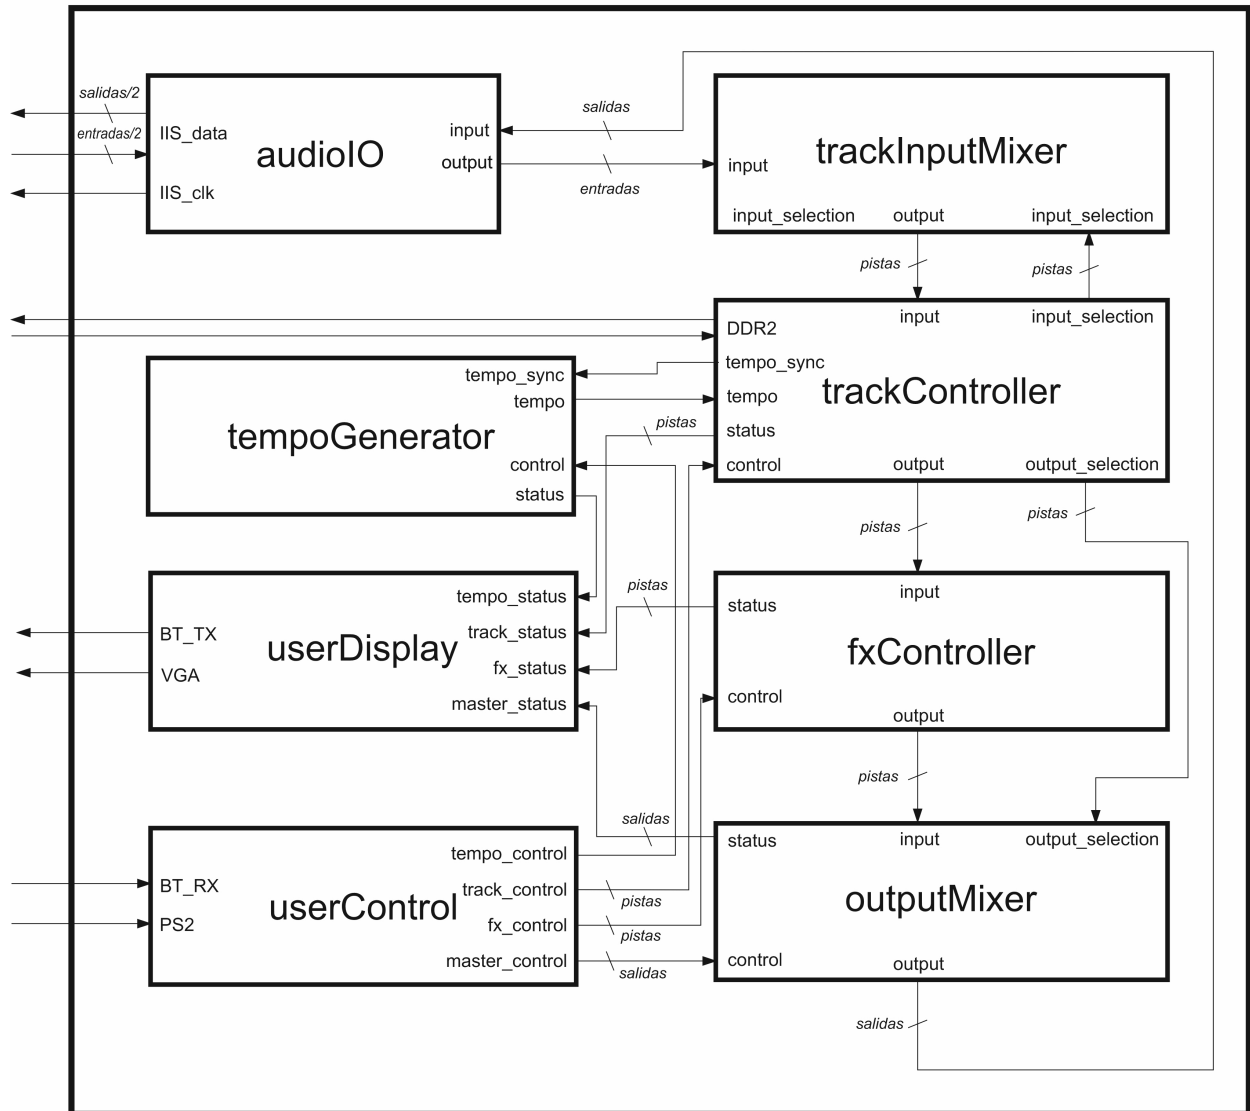 salidas/2
entradas/2
IIS_data
IIS_clk
audioIO
input
output
salidas
entradas
trackInputMixer
input
input_selection
output
input_selection
pistas
pistas
DDR2
tempo_sync
tempo
status
control
trackController
input
input_selection
output
output_selection
tempoGenerator
tempo_sync
tempo
control
status
pistas
pistas
pistas
userDisplay
BT_TX
VGA
tempo_status
track_status
fx_status
master_status
pistas
fxController
input
status
control
output
pistas
salidas
userControl
BT_RX
PS2
tempo_control
track_control
fx_control
master_control
pistas
pistas
salidas
outputMixer
status
input
output_selection
control
output
salidas